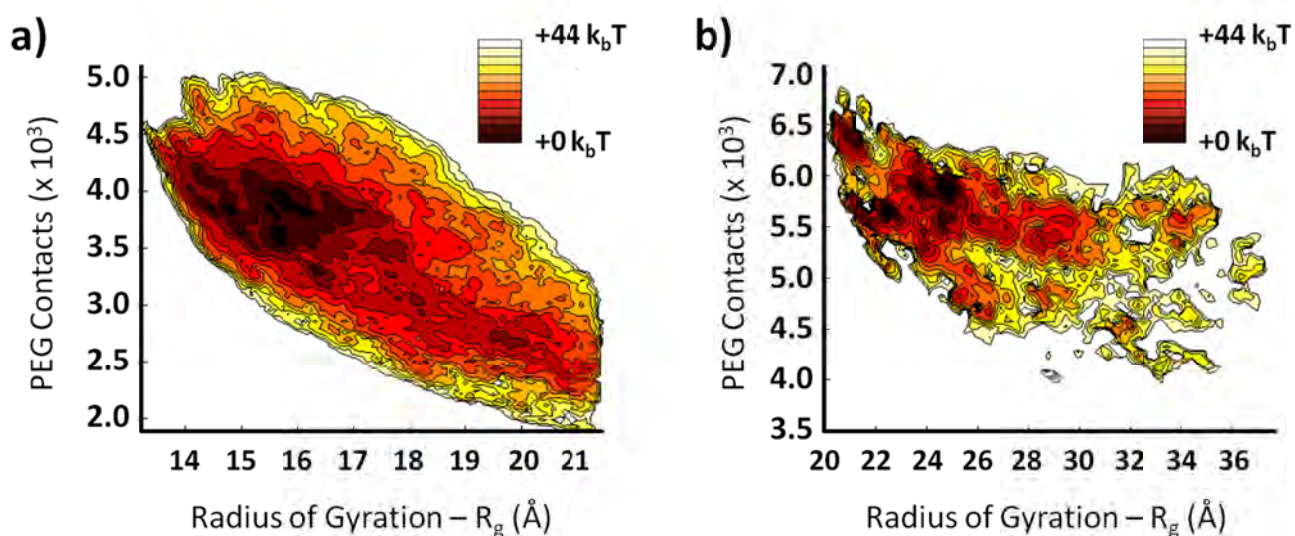 a)
+44 kbT
+0 kbT
PEG Contacts (x 10³)
5.0
4.5
4.0
3.5
3.0
2.5
2.0
14 15 16 17 18 19 20 21
Radius of Gyration – Rg (Å)
b)
+44 kbT
+0 kbT
PEG Contacts (x 10³)
7.0
6.5
6.0
5.5
5.0
4.5
4.0
3.5
20 22 24 26 28 30 32 34 36
Radius of Gyration – Rg (Å)